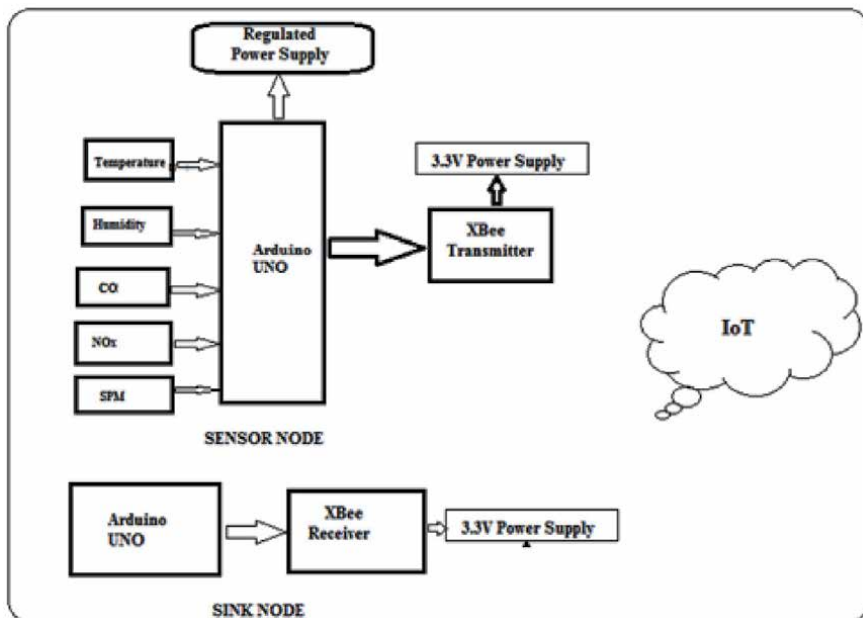 Regulated
Power Supply
Temperature
Humidity
CO
NOx
SPM
Arduino
UNO
3.3V Power Supply
XBee
Transmitter
IoT
SENSOR NODE
Arduino
UNO
XBee
Receiver
3.3V Power Supply
SINK NODE